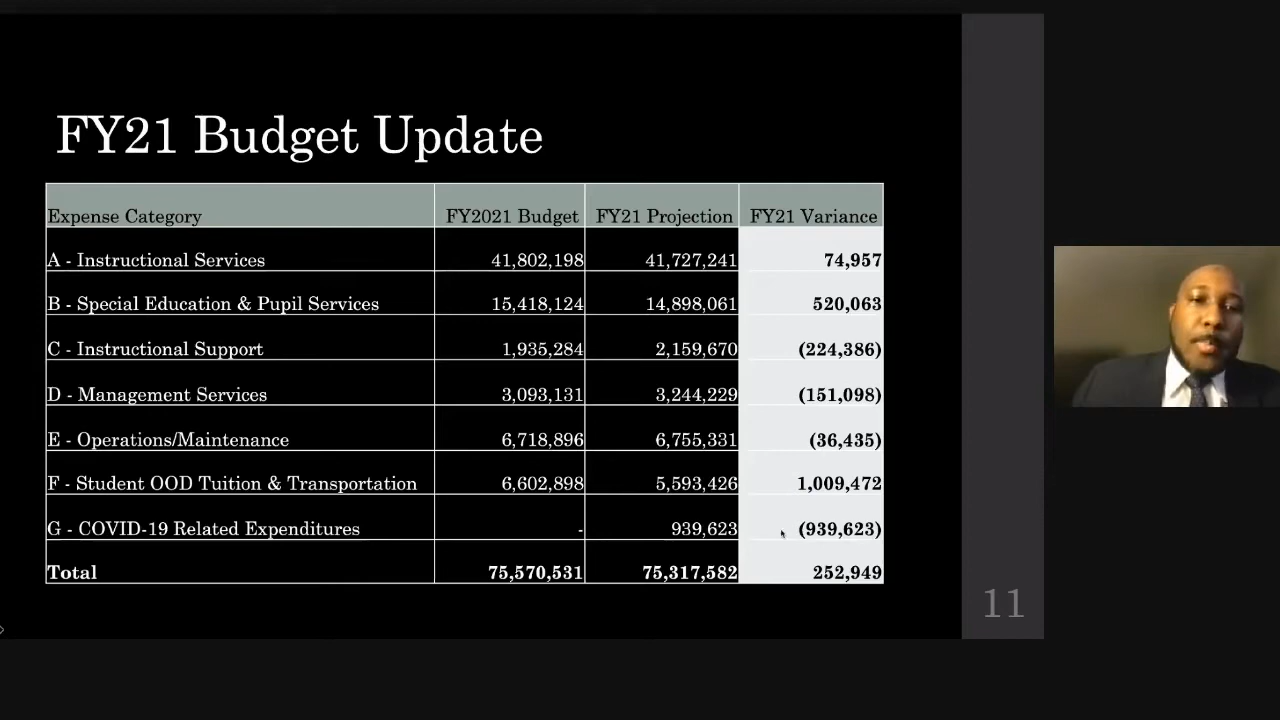 FY21 Budget Update
Expense Category FY2021 Budget FY21 Projection FY21 Variance
A - Instructional Services 41,802,198 41,727,241 74,957
B - Special Education & Pupil Services 15,418,124 14,898,061 520,063
C - Instructional Support 1,935,284 2,159,670 (224,386)
D - Management Services 3,093,131 3,244,229 (151,098)
E - Operations/Maintenance 6,718,896 6,755,331 (36,435)
F - Student OOD Tuition & Transportation 6,602,898 5,593,426 1,009,472
G - COVID-19 Related Expenditures - 939,623 (939,623)
Total 75,570,531 75,317,582 252,949
11